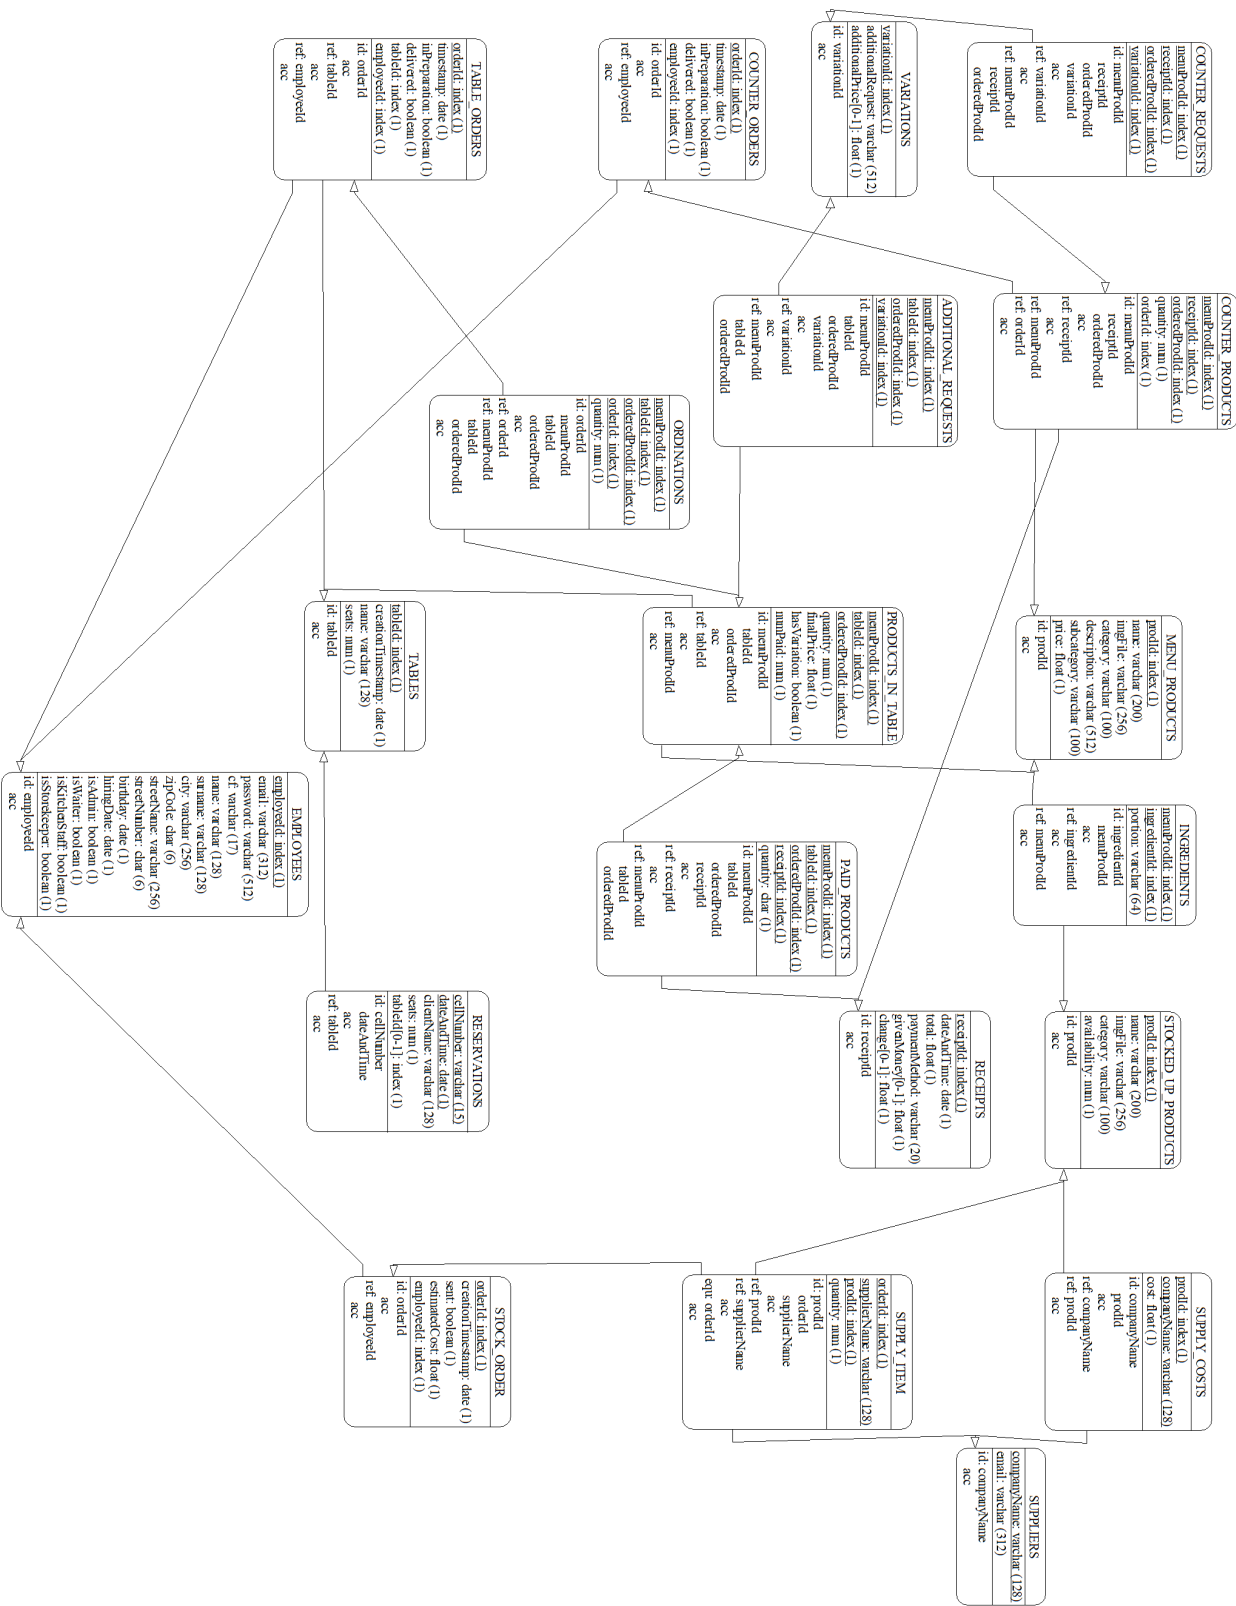 COUNTER_REQUESTS
menuProdId: index (1)
receiptId: index (1)
orderedProdId: index (1)
variationId: index (1)
id: menuProdId
receiptId
orderedProdId
variationId
acc
ref: variationId
acc
ref: menuProdId
receiptId
orderedProdId
VARIATIONS
variationId: index (1)
additionalRequest: varchar (512)
additionalPrice[0-1]: float (1)
id: variationId
acc
COUNTER_ORDERS
orderId: index (1)
timestamp: date (1)
inPreparation: boolean (1)
delivered: boolean (1)
employeeId: index (1)
id: orderId
acc
ref: employeeId
acc
TABLE_ORDERS
orderId: index (1)
timestamp: date (1)
inPreparation: boolean (1)
delivered: boolean (1)
tableId: index (1)
employeeId: index (1)
id: orderId
acc
ref: tableId
acc
ref: employeeId
acc
COUNTER_PRODUCTS
menuProdId: index (1)
receiptId: index (1)
orderedProdId: index (1)
quantity: num (1)
orderId: index (1)
id: menuProdId
receiptId
orderedProdId
acc
ref: receiptId
acc
ref: menuProdId
acc
ref: orderId
acc
ADDITIONAL_REQUESTS
menuProdId: index (1)
tableId: index (1)
orderedProdId: index (1)
variationId: index (1)
id: menuProdId
tableId
orderedProdId
variationId
acc
ref: variationId
acc
ref: menuProdId
tableId
orderedProdId
ORDINATIONS
menuProdId: index (1)
tableId: index (1)
orderedProdId: index (1)
orderId: index (1)
quantity: num (1)
id: orderId
menuProdId
tableId
orderedProdId
acc
ref: orderId
acc
ref: menuProdId
tableId
orderedProdId
acc
MENU_PRODUCTS
prodId: index (1)
name: varchar (200)
imgFile: varchar (256)
category: varchar (100)
description: varchar (512)
subcategory: varchar (100)
price: float (1)
id: prodId
acc
PRODUCTS_IN_TABLE
menuProdId: index (1)
tableId: index (1)
orderedProdId: index (1)
quantity: num (1)
finalPrice: float (1)
hasVariation: boolean (1)
numPaid: num (1)
id: menuProdId
tableId
orderedProdId
acc
ref: tableId
acc
ref: menuProdId
acc
TABLES
tableId: index (1)
creationTimestamp: date (1)
name: varchar (128)
seats: num (1)
id: tableId
acc
EMPLOYEES
employeeId: index (1)
email: varchar (312)
password: varchar (512)
cf: varchar (17)
name: varchar (128)
surname: varchar (128)
city: varchar (256)
zipCode: char (6)
streetName: varchar (256)
streetNumber: char (6)
birthday: date (1)
hiringDate: date (1)
isAdmin: boolean (1)
isWaiter: boolean (1)
isKitchenStaff: boolean (1)
isStorekeeper: boolean (1)
id: employeeId
acc
INGREDIENTS
menuProdId: index (1)
ingredientId: index (1)
portion: varchar (64)
id: ingredientId
menuProdId
acc
ref: ingredientId
acc
ref: menuProdId
acc
PAID_PRODUCTS
menuProdId: index (1)
tableId: index (1)
orderedProdId: index (1)
receiptId: index (1)
quantity: char (1)
id: menuProdId
tableId
orderedProdId
receiptId
acc
ref: receiptId
acc
ref: menuProdId
tableId
orderedProdId
STOCKED_UP_PRODUCTS
prodId: index (1)
name: varchar (200)
imgFile: varchar (256)
category: varchar (100)
availability: num (1)
id: prodId
acc
RECEIPTS
receiptId: index (1)
dateAndTime: date (1)
total: float (1)
paymentMethod: varchar (20)
givenMoney[0-1]: float (1)
change[0-1]: float (1)
id: receiptId
acc
RESERVATIONS
cellNumber: varchar (15)
dateAndTime: date (1)
clientName: varchar (128)
seats: num (1)
tableId[0-1]: index (1)
id: cellNumber
dateAndTime
acc
ref: tableId
acc
SUPPLY_COSTS
prodId: index (1)
companyName: varchar (128)
cost: float (1)
id: companyName
prodId
acc
ref: companyName
acc
ref: prodId
acc
SUPPLY_ITEM
orderId: index (1)
supplierName: varchar (128)
prodId: index (1)
quantity: num (1)
id: prodId
orderId
supplierName
acc
ref: prodId
acc
ref: supplierName
acc
equ: orderId
acc
STOCK_ORDER
orderId: index (1)
creationTimestamp: date (1)
sent: boolean (1)
estimatedCost: float (1)
employeeId: index (1)
id: orderId
acc
ref: employeeId
acc
SUPPLIERS
companyName: varchar (128)
email: varchar (312)
id: companyName
acc